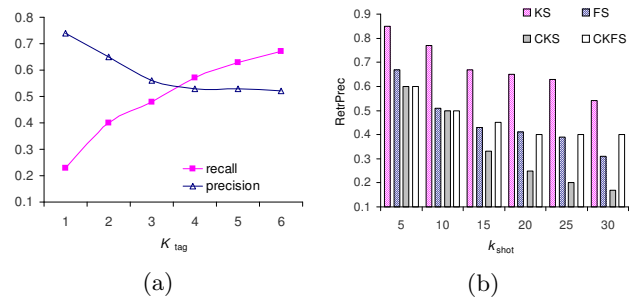 0.8
0.7
0.6
0.5
0.4
0.3
0.2
0.1
recall
precision
1 2 3 4 5 6
K tag
(a)
KS FS
CKS CKFS
RetrPrec
0.9
0.8
0.7
0.6
0.5
0.4
0.3
0.2
0.1
5 10 15 20 25 30
k shot
(b)